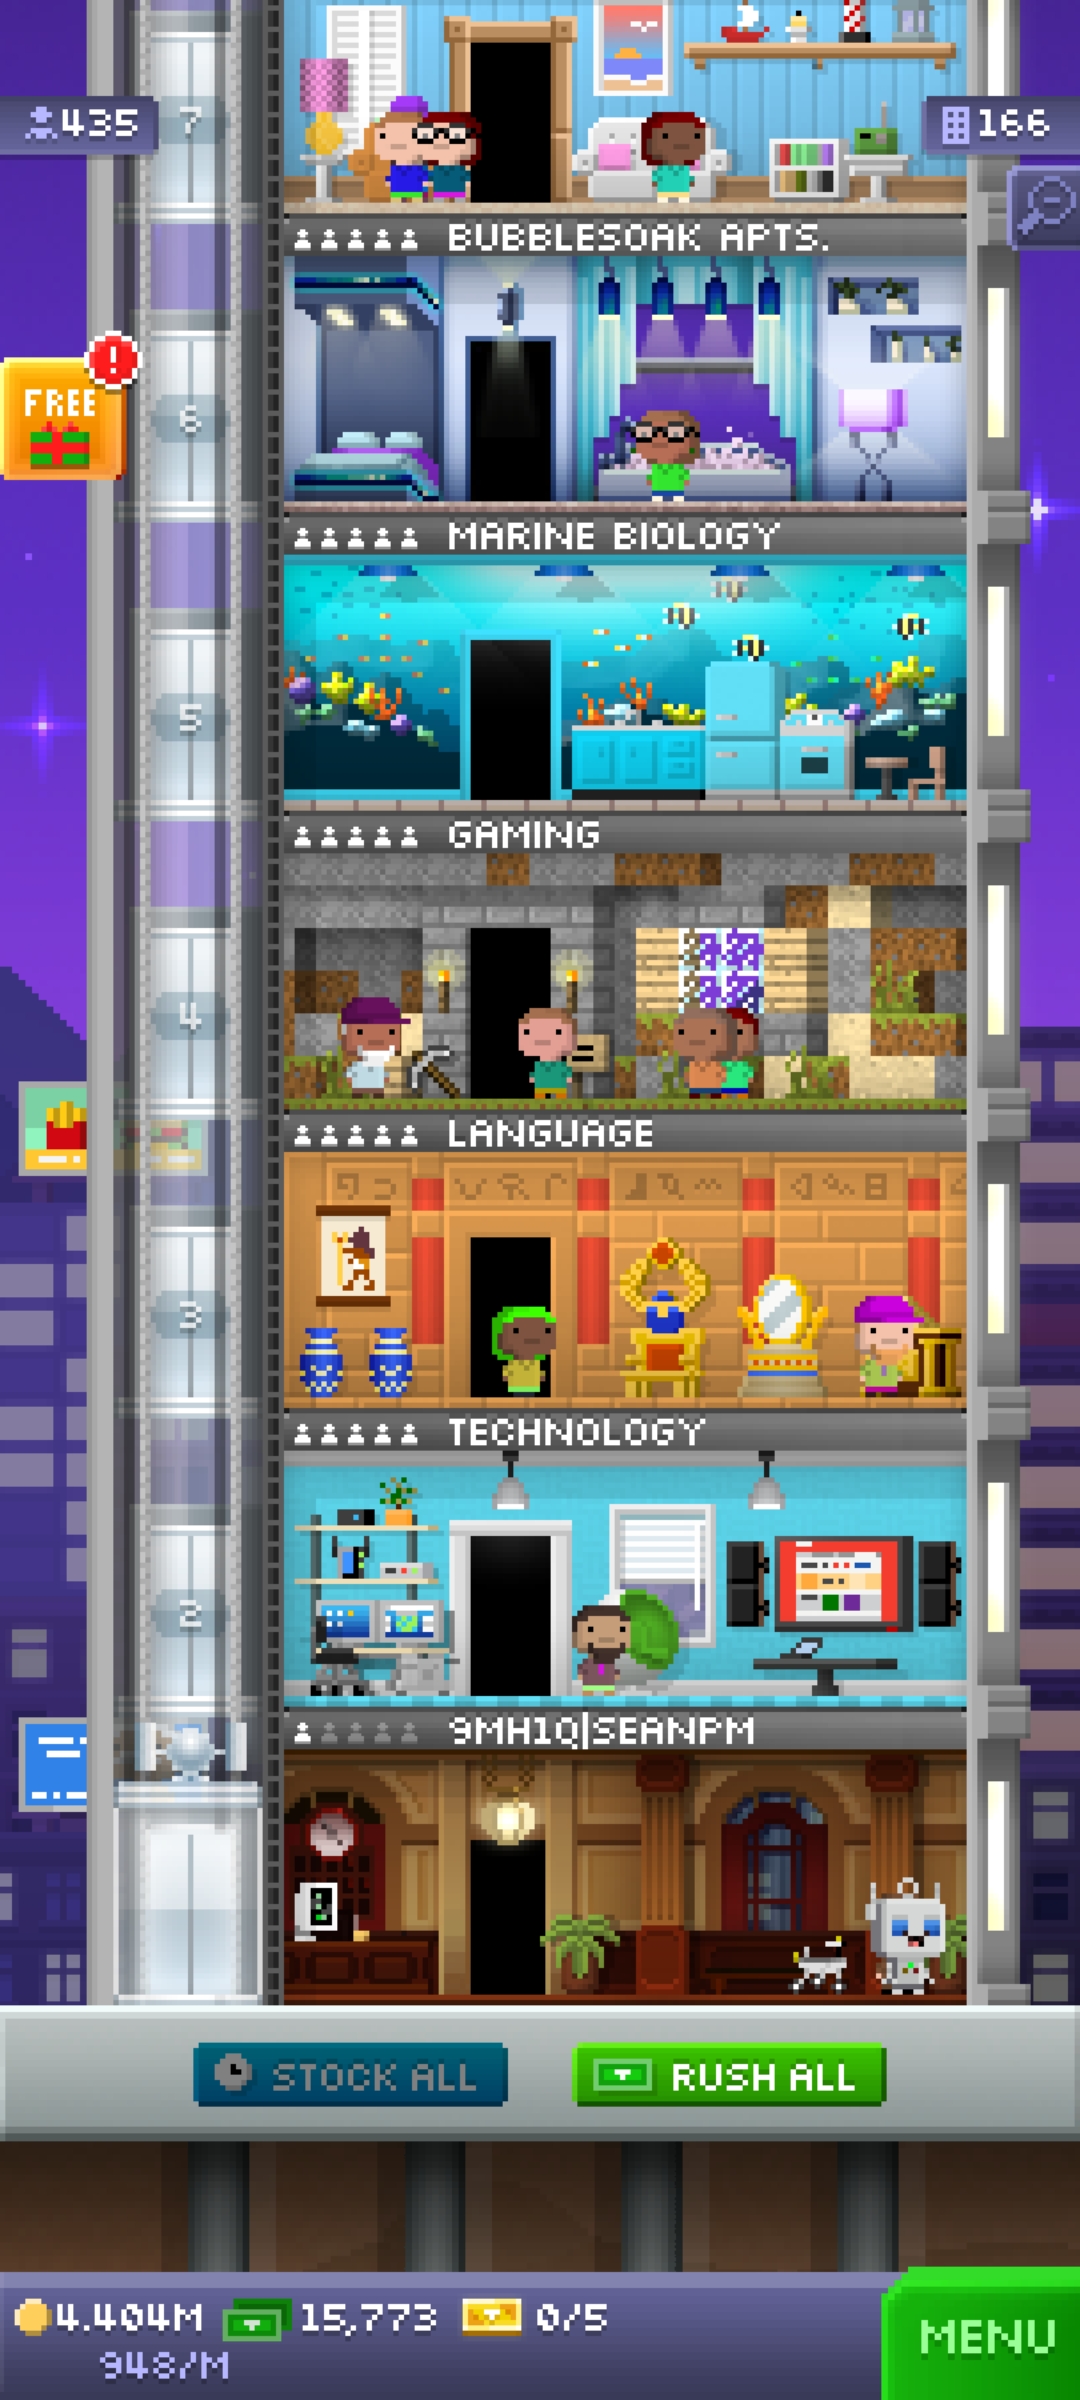 435
7
166
BUBBLESOAK APTS.
FREE
!
6
MARINE BIOLOGY
5
GAMING
4
LANGUAGE
3
TECHNOLOGY
2
9MH1Q|SEANPM
STOCK ALL
RUSH ALL
4.404M
15,773
0/5
948/M
MENU